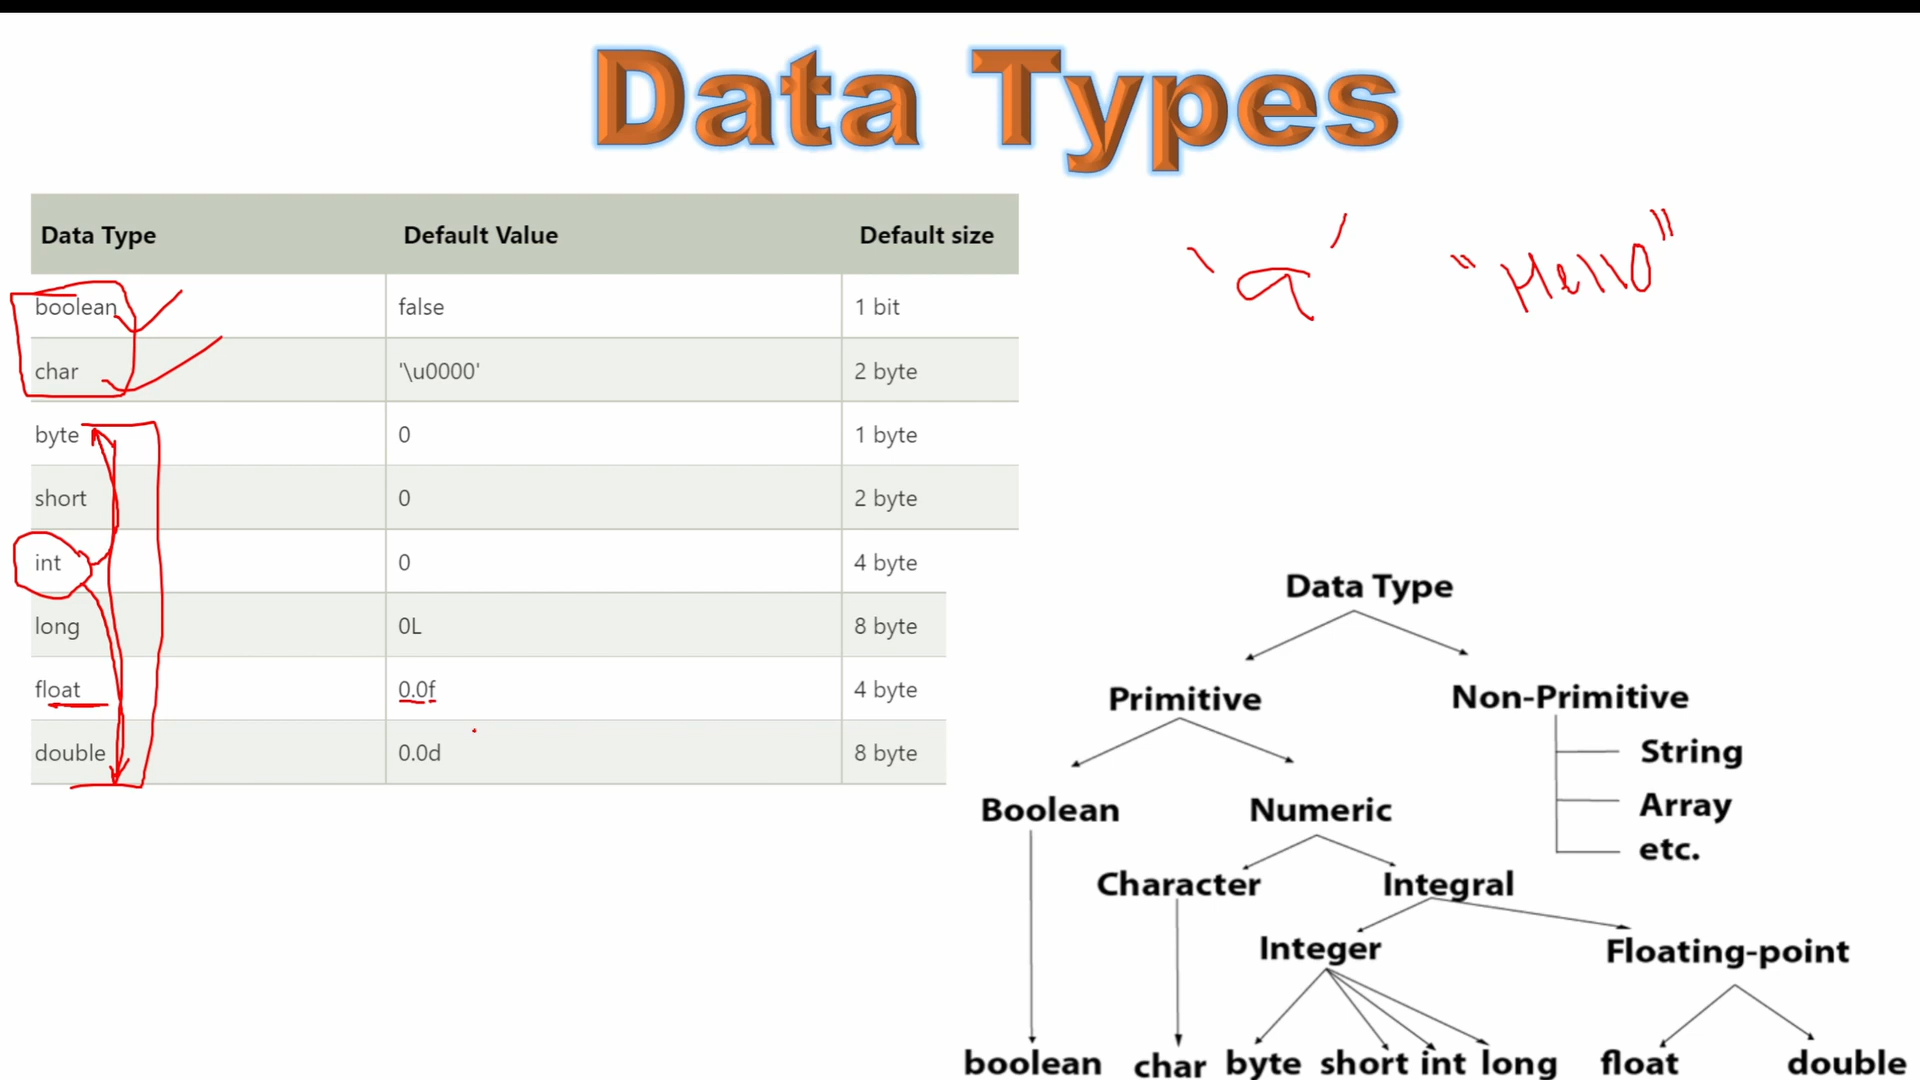 Data Types
Data Type Default Value Default size
boolean false 1 bit
char '\u0000' 2 byte
byte 0 1 byte
short 0 2 byte
int 0 4 byte
long 0L 8 byte
float 0.0f 4 byte
double 0.0d 8 byte
'a' "Hello"
Data Type
Primitive Non-Primitive
String
Array
etc.
Boolean Numeric
Character Integral
Integer Floating-point
boolean char byte short int long float double